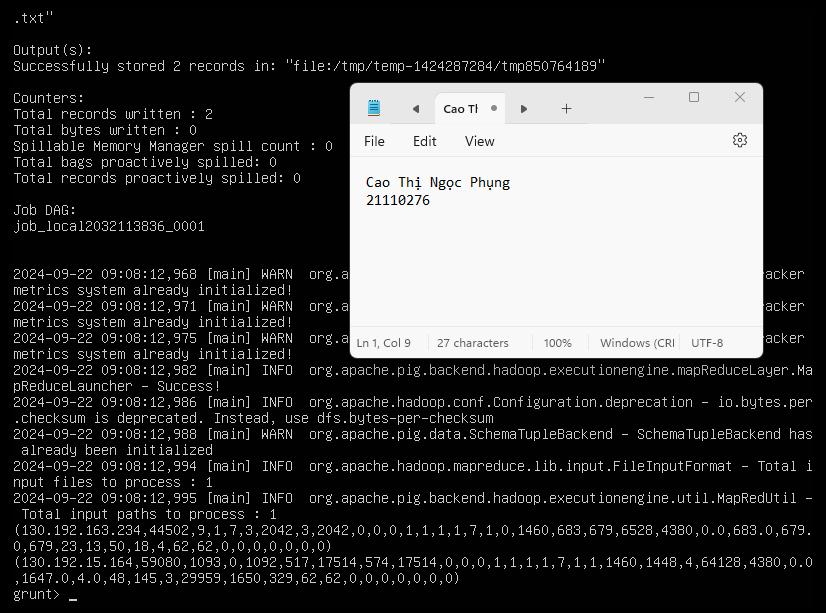 .txt"
Output(s):
Successfully stored 2 records in: "file:/tmp/temp-1424287284/tmp850764189"
Counters:
Total records written : 2
Total bytes written : 0
Spillable Memory Manager spill count : 0
Total bags proactively spilled: 0
Total records proactively spilled: 0
Job DAG:
job_local2032113836_0001
Cao Th
File Edit View
Cao Thị Ngọc Phụng
21110276
Ln 1, Col 9 27 characters 100% Windows (CRI UTF-8
2024-09-22 09:08:12,968 [main] WARN org.a acker
metrics system already initialized!
2024-09-22 09:08:12,971 [main] WARN org.a acker
metrics system already initialized!
2024-09-22 09:08:12,975 [main] WARN org.a acker
metrics system already initialized!
2024-09-22 09:08:12,982 [main] INFO org.apache.pig.backend.hadoop.executionengine.mapReduceLayer.Ma
pReduceLauncher - Success!
2024-09-22 09:08:12,986 [main] INFO org.apache.hadoop.conf.Configuration.deprecation - io.bytes.per
.checksum is deprecated. Instead, use dfs.bytes-per-checksum
2024-09-22 09:08:12,988 [main] WARN org.apache.pig.data.SchemaTupleBackend - SchemaTupleBackend has
already been initialized
2024-09-22 09:08:12,994 [main] INFO org.apache.hadoop.mapreduce.lib.input.FileInputFormat - Total i
nput files to process : 1
2024-09-22 09:08:12,995 [main] INFO org.apache.pig.backend.hadoop.executionengine.util.MapRedUtil -
Total input paths to process : 1
(130.192.163.234,44502,9,1,7,3,2042,3,2042,0,0,0,1,1,1,1,7,1,0,1460,683,679,6528,4380,0.0,683.0,679.
0,679,23,13,50,18,4,62,62,0,0,0,0,0,0,0)
(130.192.15.164,59080,1093,0,1092,517,17514,574,17514,0,0,0,1,1,1,1,7,1,1,1460,1448,4,64128,4380,0.0
,1647.0,4.0,48,145,3,29959,1650,329,62,62,0,0,0,0,0,0,0)
grunt> _